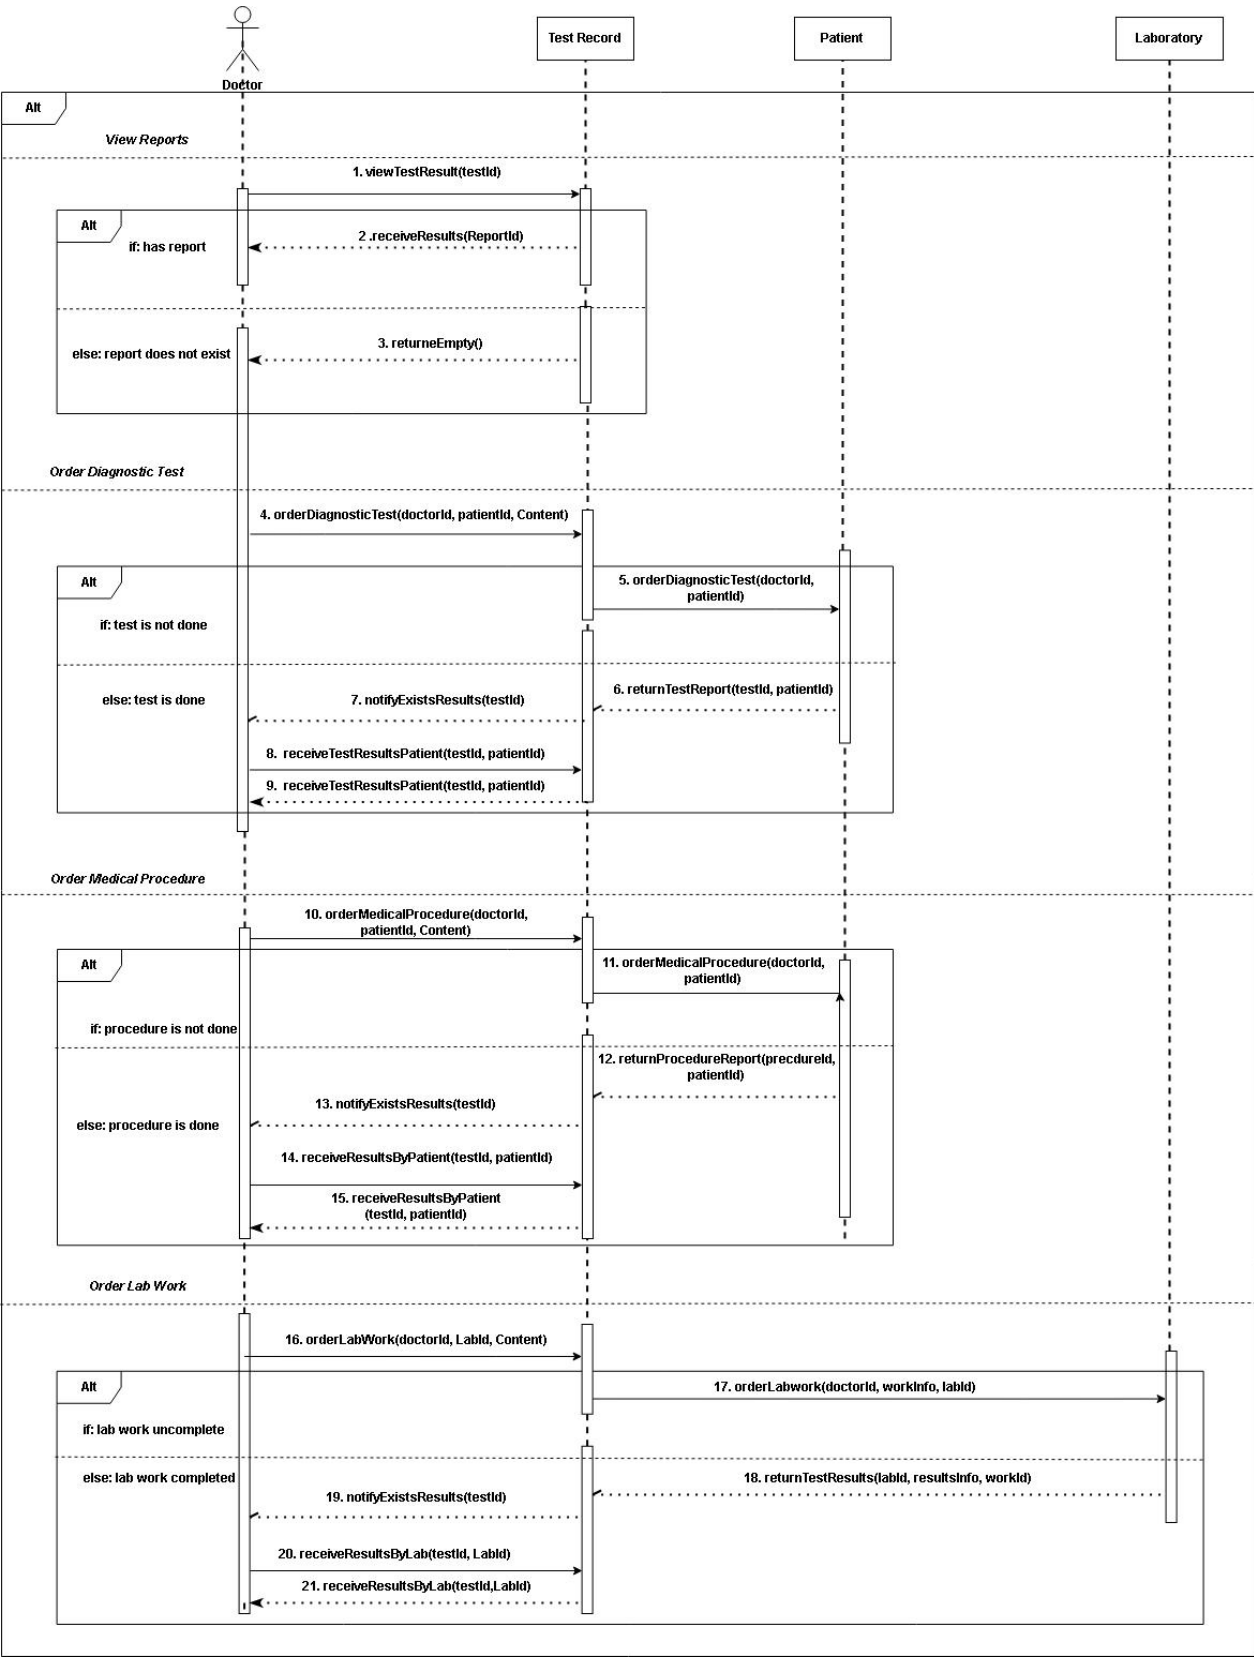 Doctor
Test Record
Patient
Laboratory
Alt
View Reports
1. viewTestResult(testId)
Alt
if: has report
2 .receiveResults(ReportId)
else: report does not exist
3. returneEmpty()
Order Diagnostic Test
4. orderDiagnosticTest(doctorId, patientId, Content)
Alt
5. orderDiagnosticTest(doctorId,
patientId)
if: test is not done
else: test is done
7. notifyExistsResults(testId)
6. returnTestReport(testId, patientId)
8.  receiveTestResultsPatient(testId, patientId)
9.  receiveTestResultsPatient(testId, patientId)
Order Medical Procedure
10. orderMedicalProcedure(doctorId,
patientId, Content)
Alt
11. orderMedicalProcedure(doctorId,
patientId)
if: procedure is not done
12. returnProcedureReport(precdureId,
patientId)
13. notifyExistsResults(testId)
else: procedure is done
14. receiveResultsByPatient(testId, patientId)
15. receiveResultsByPatient
(testId, patientId)
Order Lab Work
16. orderLabWork(doctorId, LabId, Content)
Alt
17. orderLabwork(doctorId, workInfo, labId)
if: lab work uncomplete
else: lab work completed
18. returnTestResults(labId, resultsInfo, workId)
19. notifyExistsResults(testId)
20. receiveResultsByLab(testId, LabId)
21. receiveResultsByLab(testId,LabId)